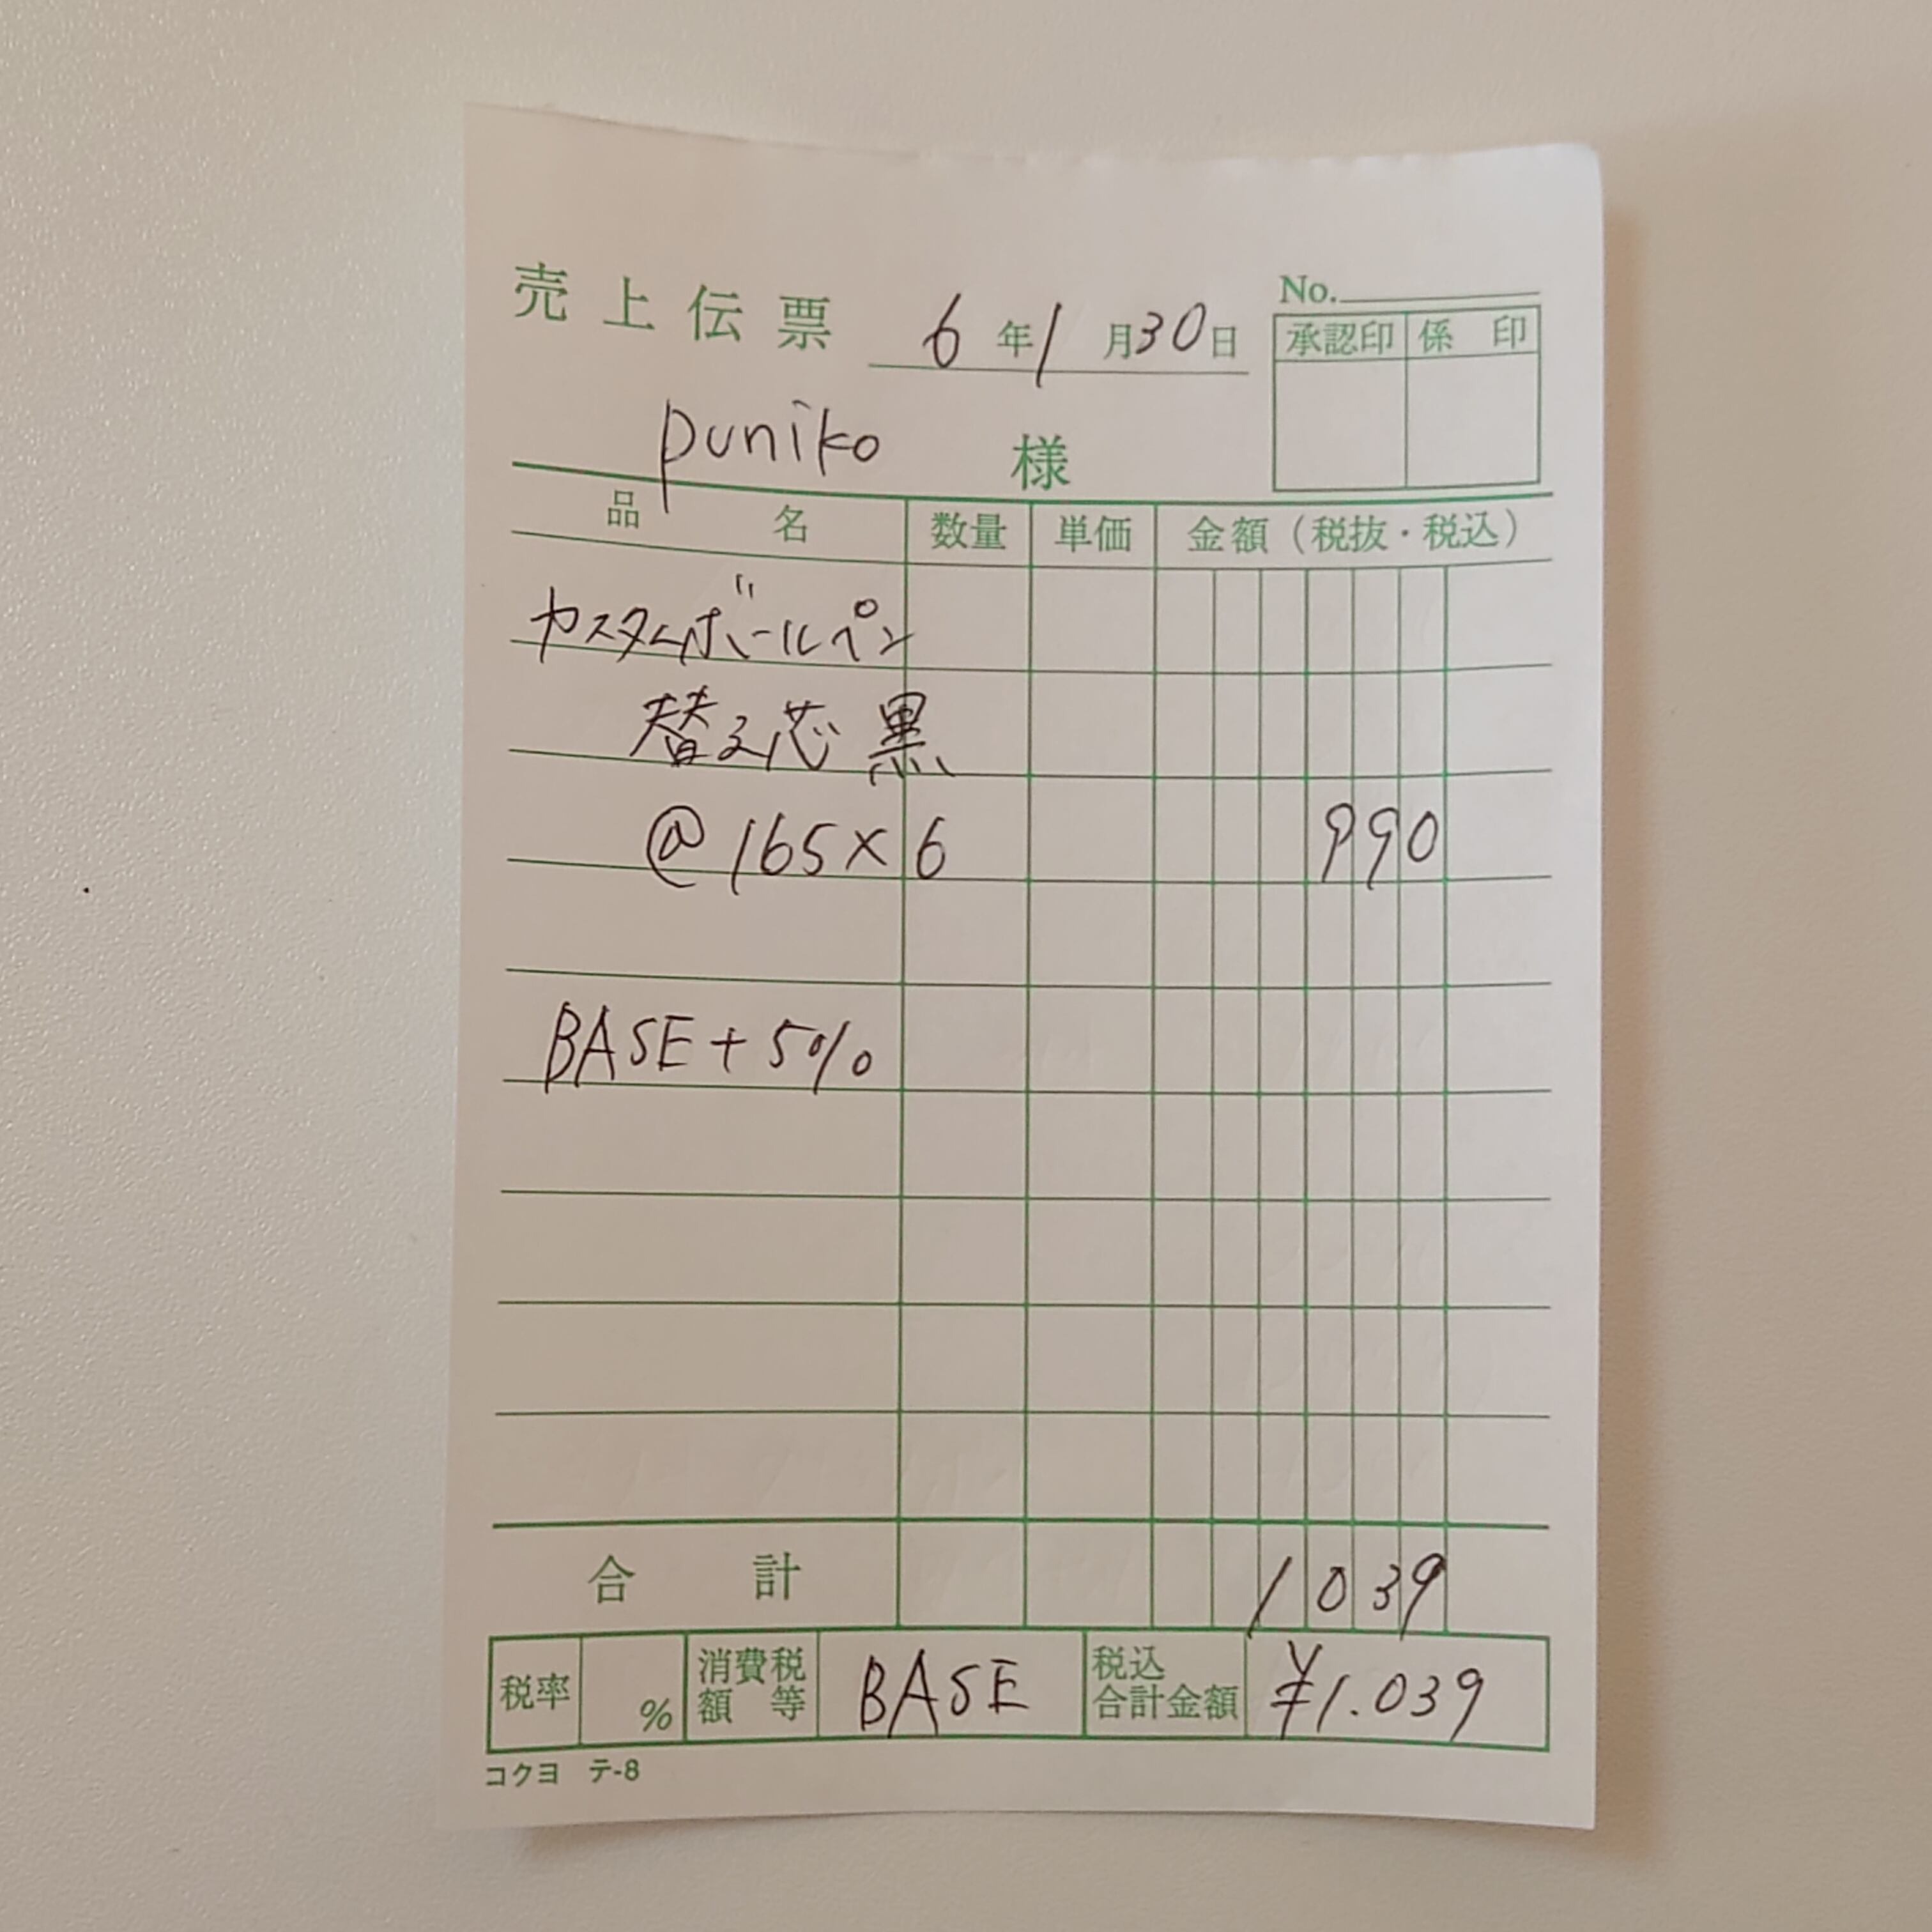 売上伝票 6年1月30日 No.
承認印 係印
puniko 様
品名 数量 単価 金額（税抜・税込）
カスタムボールペン
替え芯 黒
@165×6 990
BASE+5%
合計 1039
税率 % 消費税額等 BASE 税込合計金額 ¥1.039
コクヨ テ-8